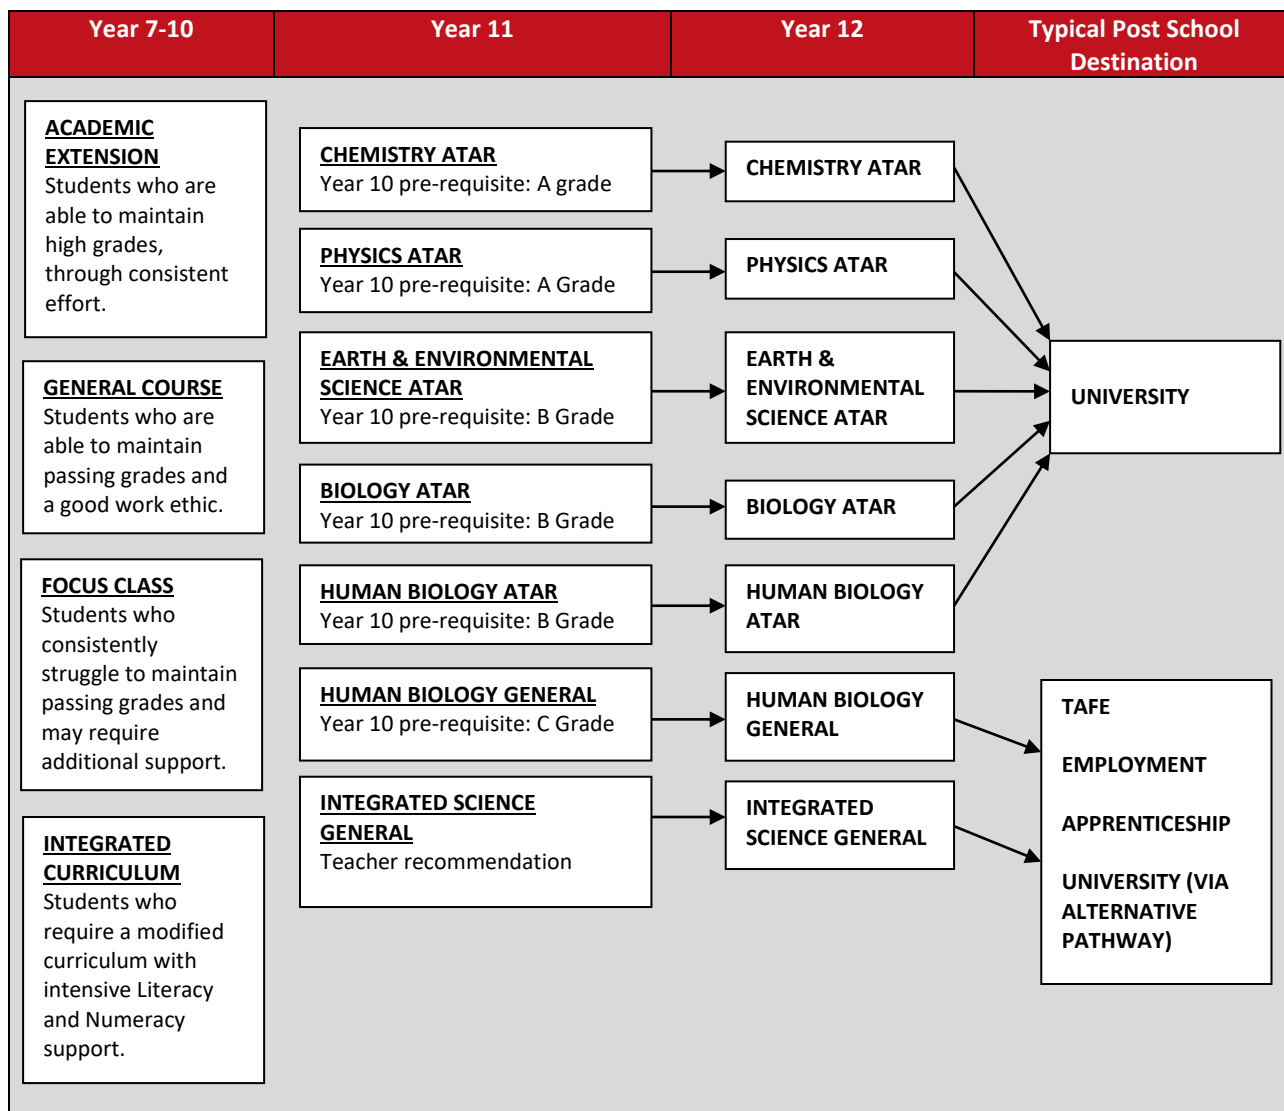 Year 7-10
Year 11
Year 12
Typical Post School
Destination
ACADEMIC
EXTENSION
Students who are
able to maintain
high grades,
through consistent
effort.
GENERAL COURSE
Students who are
able to maintain
passing grades and
a good work ethic.
FOCUS CLASS
Students who
consistently
struggle to maintain
passing grades and
may require
additional support.
INTEGRATED
CURRICULUM
Students who
require a modified
curriculum with
intensive Literacy
and Numeracy
support.
CHEMISTRY ATAR
Year 10 pre-requisite: A grade
PHYSICS ATAR
Year 10 pre-requisite: A Grade
EARTH & ENVIRONMENTAL
SCIENCE ATAR
Year 10 pre-requisite: B Grade
BIOLOGY ATAR
Year 10 pre-requisite: B Grade
HUMAN BIOLOGY ATAR
Year 10 pre-requisite: B Grade
HUMAN BIOLOGY GENERAL
Year 10 pre-requisite: C Grade
INTEGRATED SCIENCE
GENERAL
Teacher recommendation
CHEMISTRY ATAR
PHYSICS ATAR
EARTH &
ENVIRONMENTAL
SCIENCE ATAR
BIOLOGY ATAR
HUMAN BIOLOGY
ATAR
HUMAN BIOLOGY
GENERAL
INTEGRATED
SCIENCE GENERAL
UNIVERSITY
TAFE
EMPLOYMENT
APPRENTICESHIP
UNIVERSITY (VIA
ALTERNATIVE
PATHWAY)